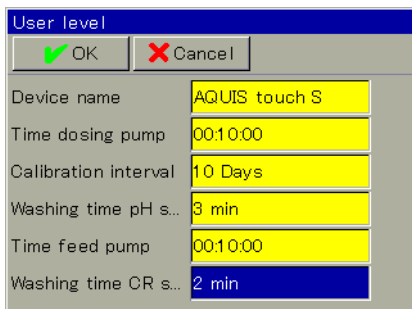 User level
OK Cancel
Device name AQUIS touch S
Time dosing pump 00:10:00
Calibration interval 10 Days
Washing time pH s... 3 min
Time feed pump 00:10:00
Washing time CR s... 2 min